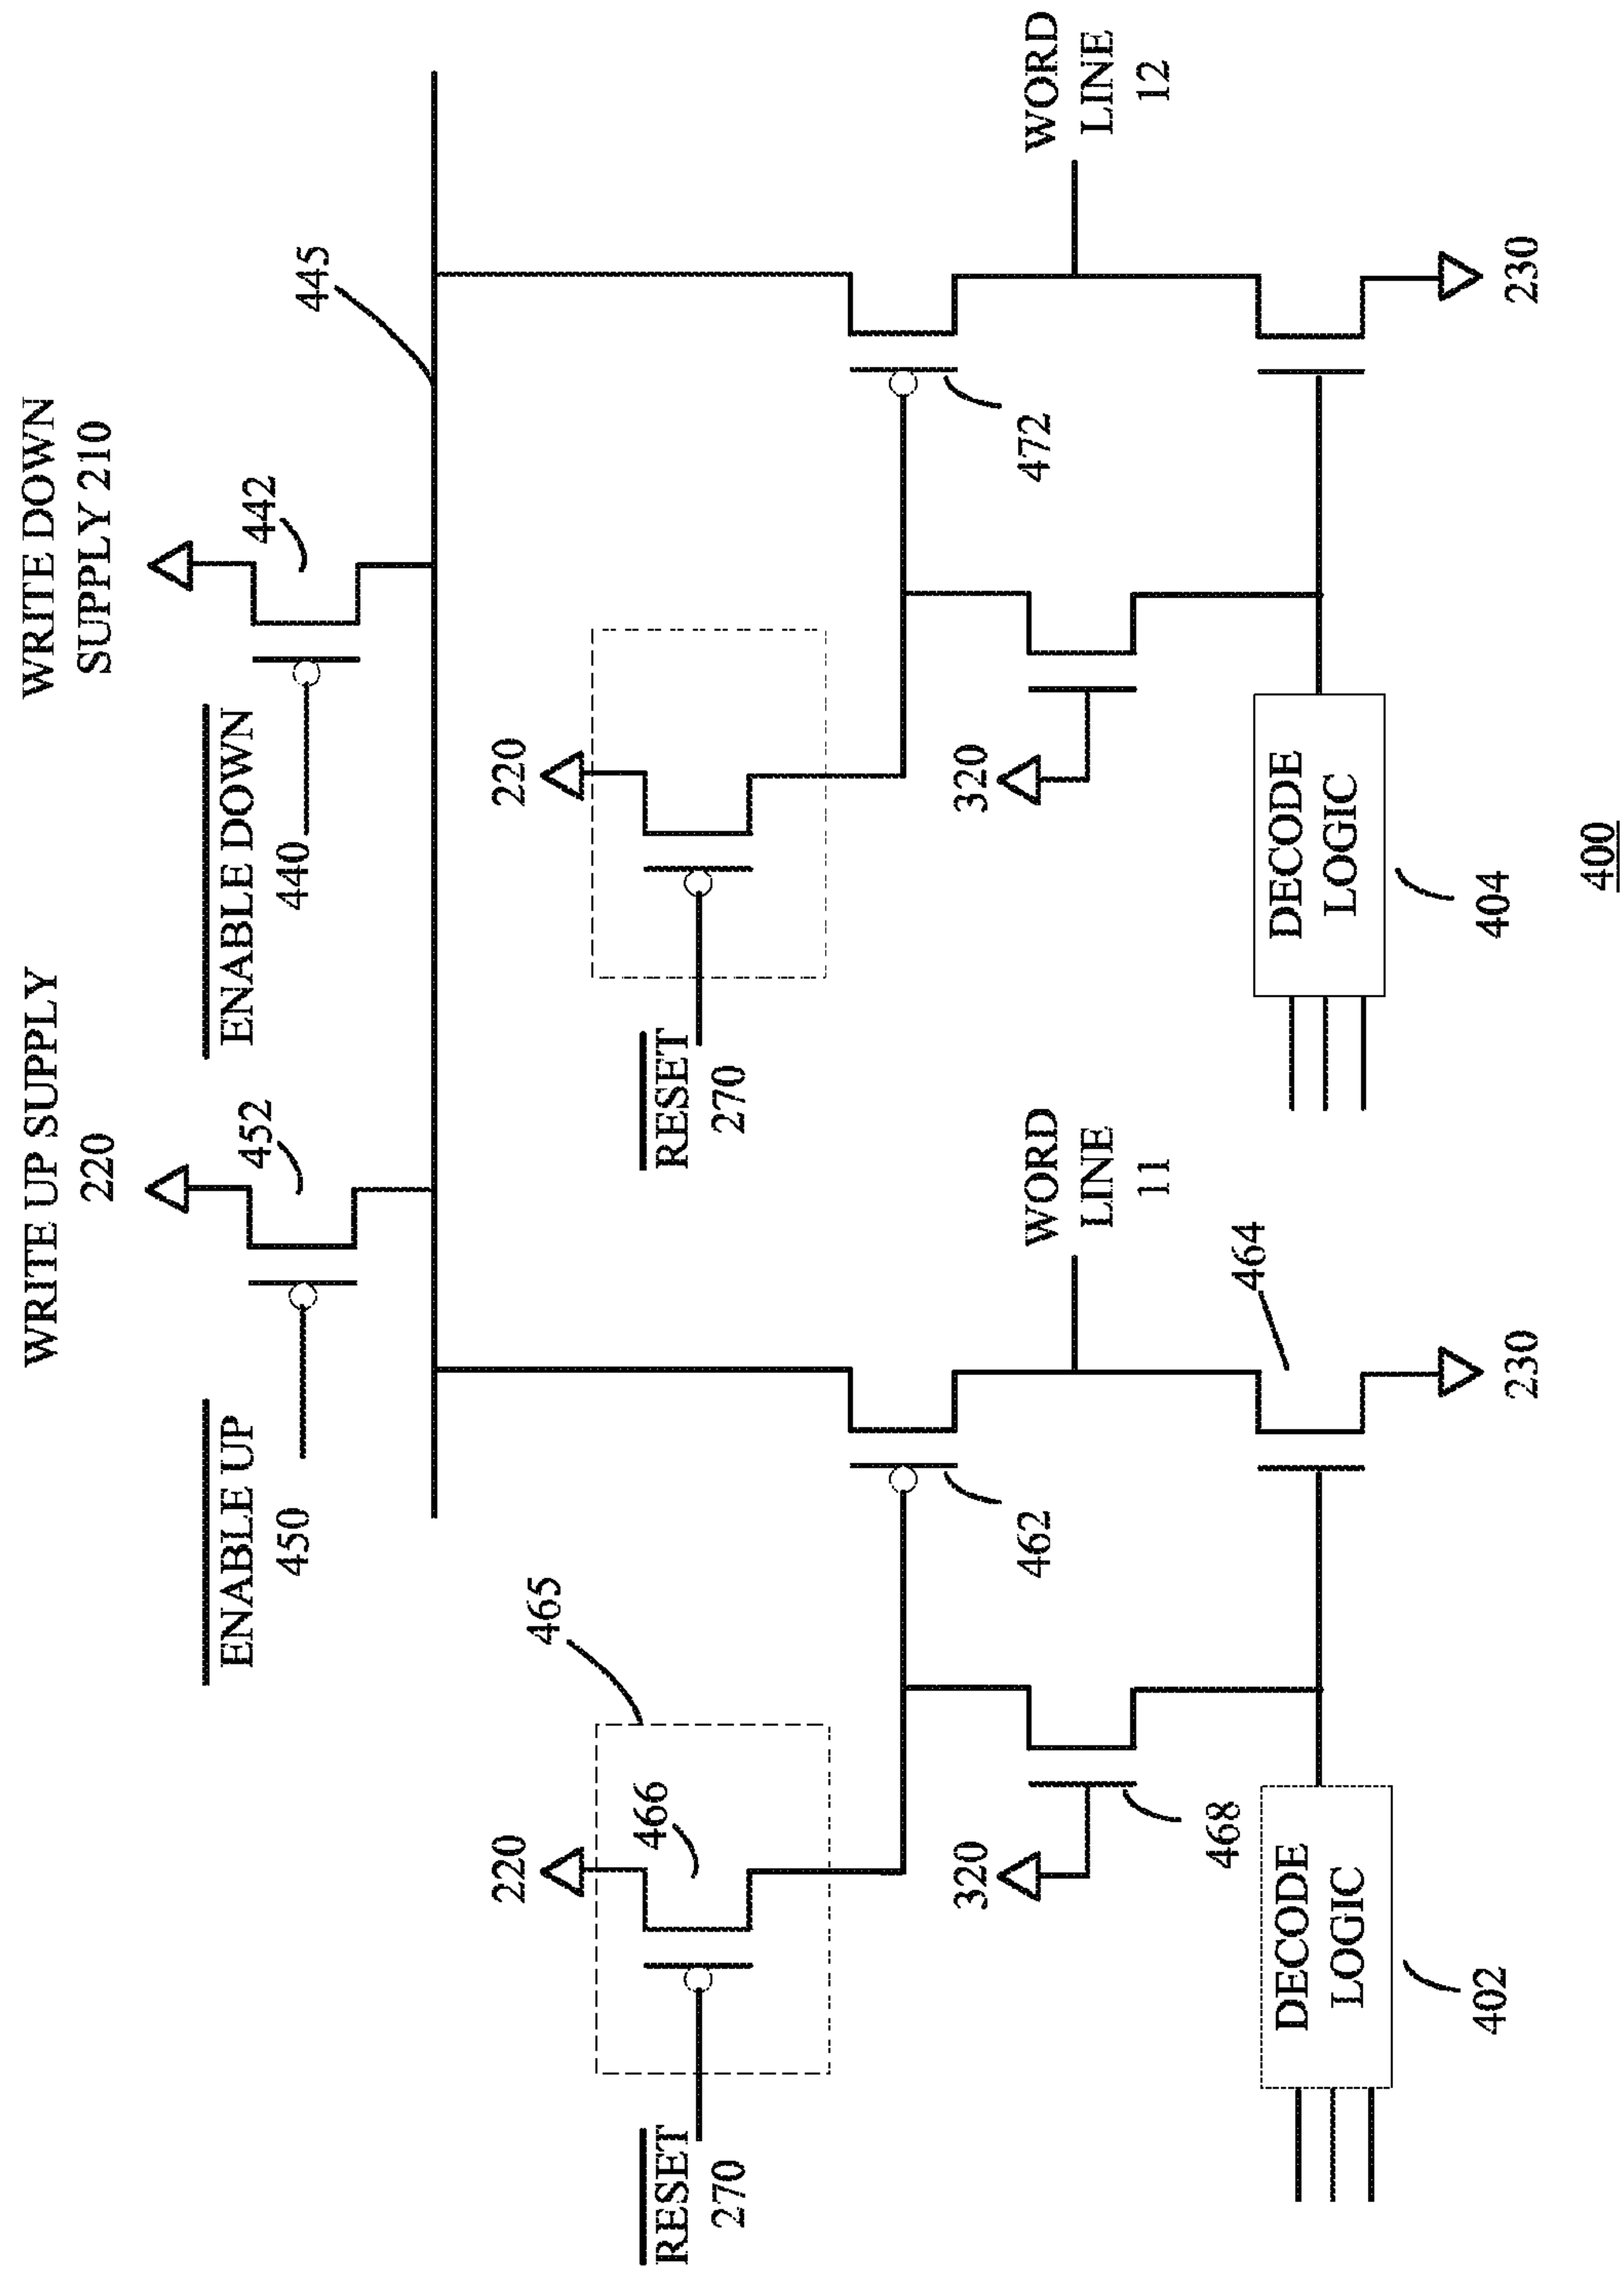 WRITE UP SUPPLY
220
WRITE DOWN
SUPPLY 210
ENABLE UP
450
452
ENABLE DOWN
440
442
445
465
220
466
RESET
270
462
320
468
DECODE
LOGIC
402
WORD
LINE
11
464
230
220
RESET
270
472
320
DECODE
LOGIC
404
WORD
LINE
12
230
400